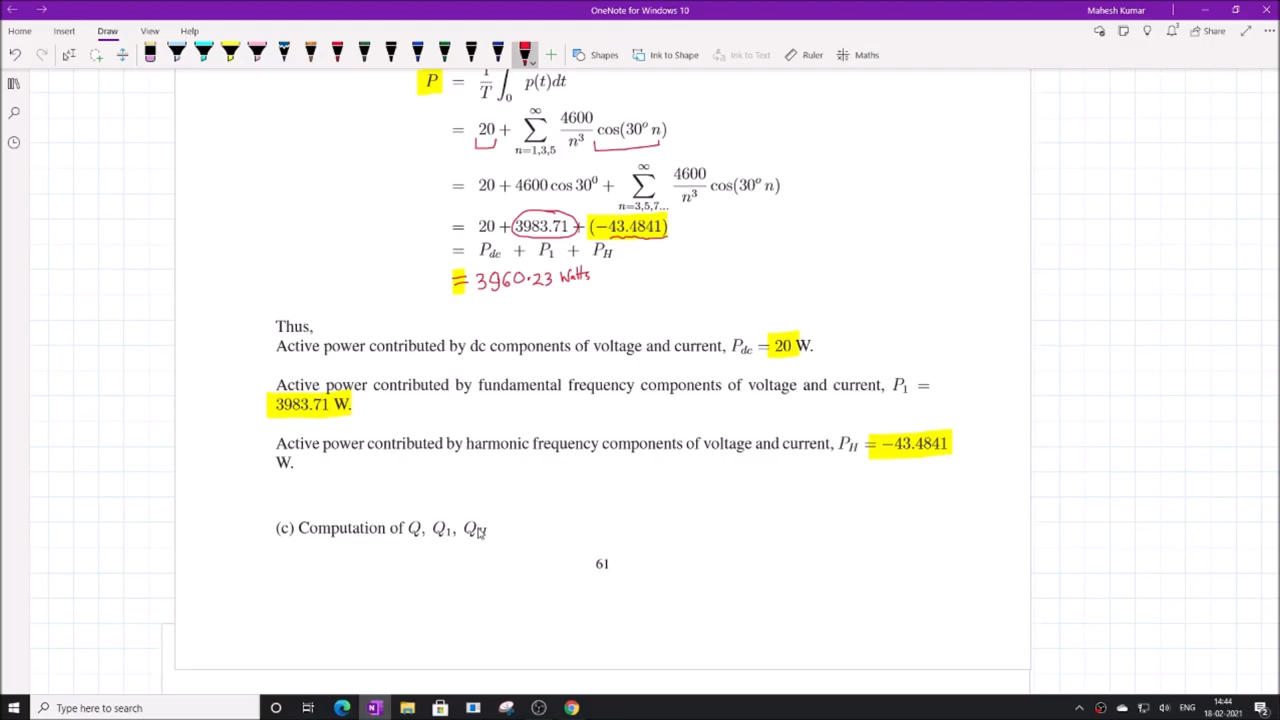 OneNote for Windows 10
Mahesh Kumar
Home Insert Draw View Help
Share
Shapes Ink to Shape Ink to Text Ruler Maths
P = 1/T ∫₀ p(t)dt
= 20 + ∑_{n=1,3,5}^{∞} 4600/n³ cos(30° n)
= 20 + 4600 cos 30⁰ + ∑_{n=3,5,7...}^{∞} 4600/n³ cos(30° n)
= 20 + 3983.71 + (−43.4841)
= P_dc + P₁ + P_H
= 3960.23 Watts
Thus,
Active power contributed by dc components of voltage and current, P_dc = 20 W.
Active power contributed by fundamental frequency components of voltage and current, P₁ =
3983.71 W.
Active power contributed by harmonic frequency components of voltage and current, P_H = −43.4841
W.
(c) Computation of Q, Q₁, Q_H
61
Type here to search
ENG
14:44
18-02-2021